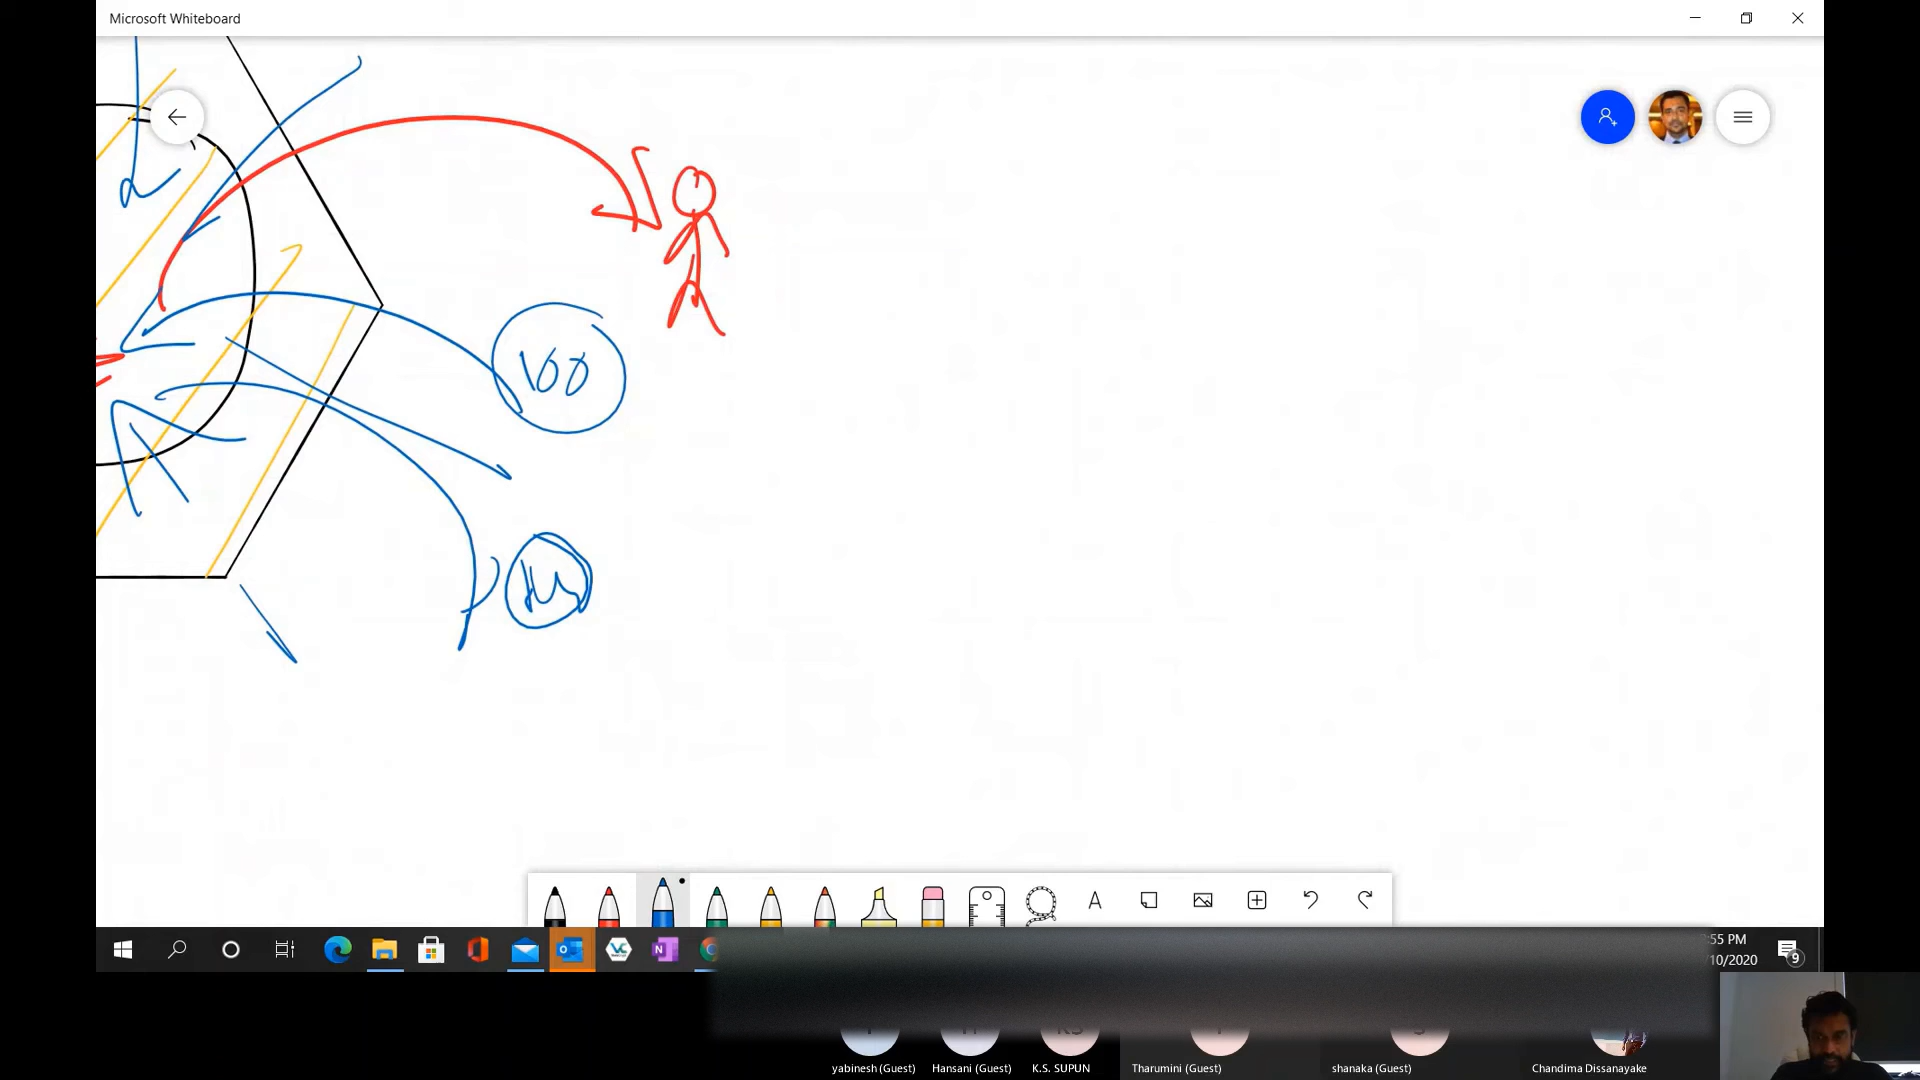 Microsoft Whiteboard
100
:55 PM
/10/2020
9
yabinesh (Guest)
Hansani (Guest)
K.S. SUPUN
Tharumini (Guest)
shanaka (Guest)
Chandima Dissanayake